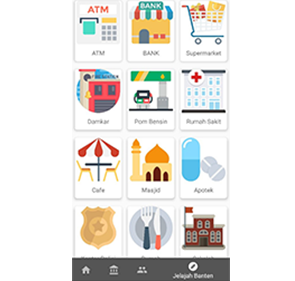 ATM
BANK
ATM
BANK
Supermarket
Damkar
Pom Bensin
Rumah Sakit
Cafe
Masjid
Apotek
Jelajah Banten